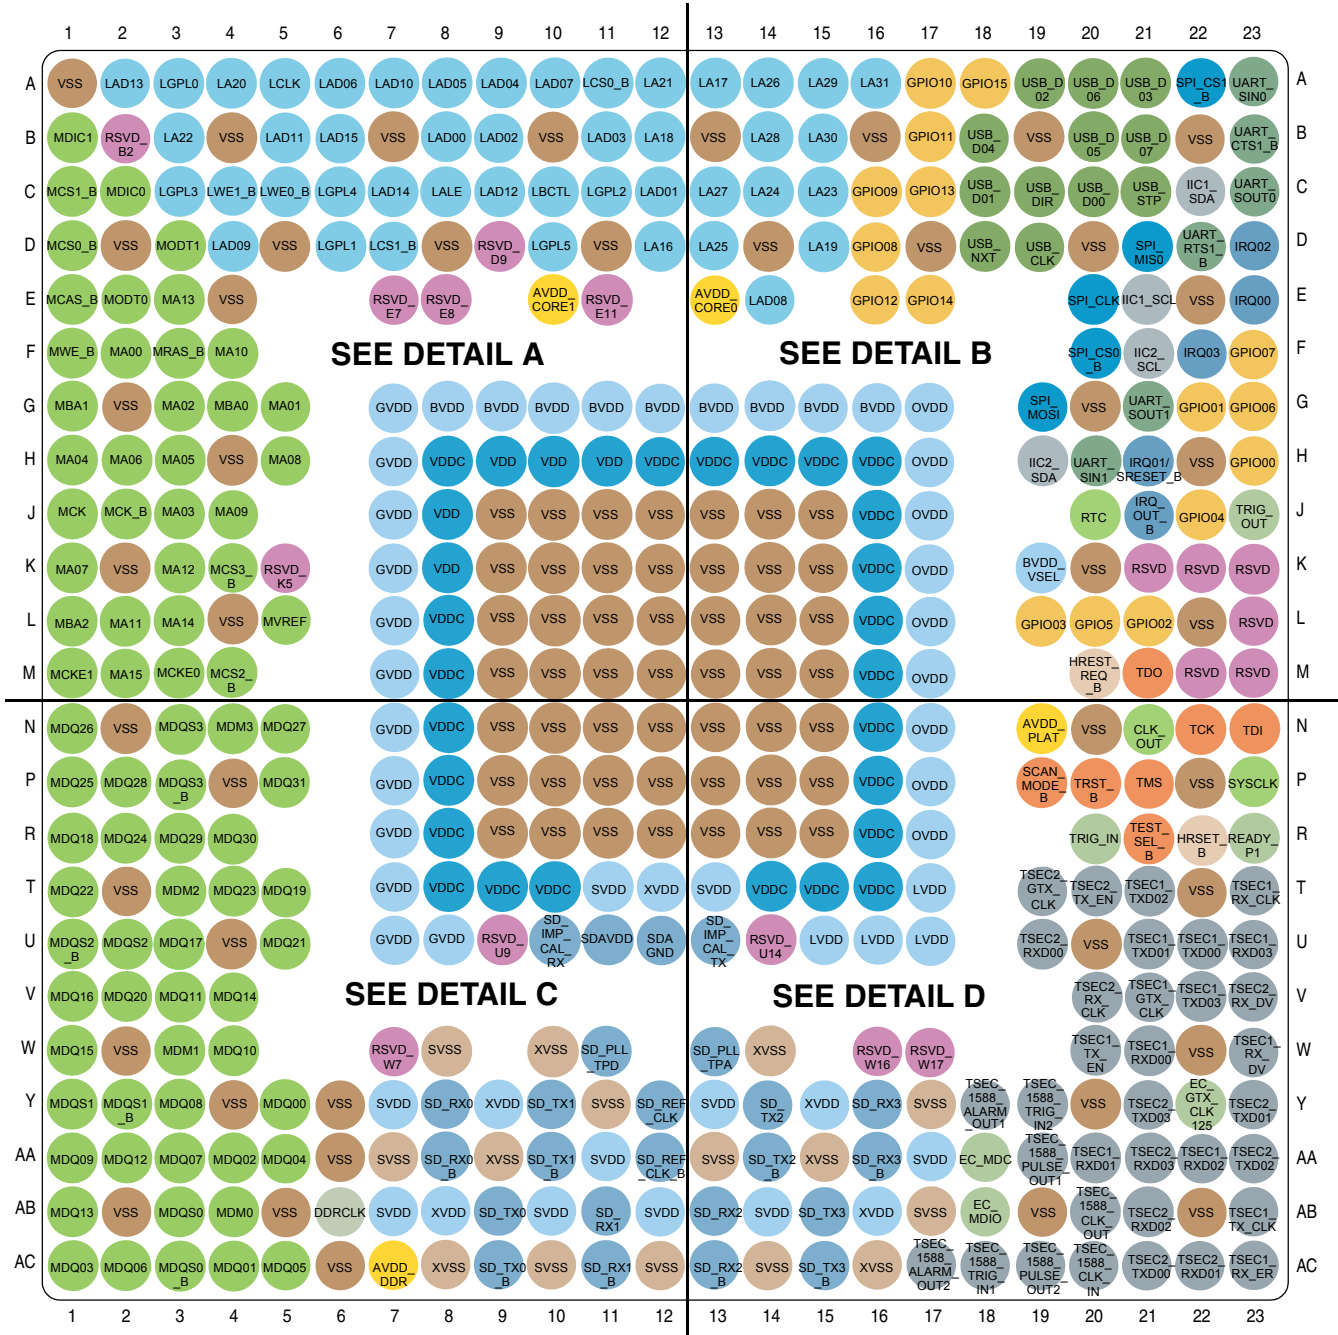 1 2 3 4 5 6 7 8 9 10 11 12 13 14 15 16 17 18 19 20 21 22 23
A VSS LAD13 LGPL0 LA20 LCLK LAD06 LAD10 LAD05 LAD04 LAD07 LCS0_B LA21 LA17 LA26 LA29 LA31 GPIO10 GPIO15 USB_D02 USB_D06 USB_D03 SPI_CS1_B UART_SIN0 A
B MDIC1 RSVD_B2 LA22 VSS LAD11 LAD15 VSS LAD00 LAD02 VSS LAD03 LA18 VSS LA28 LA30 VSS GPIO11 USB_D04 VSS USB_D05 USB_D07 VSS UART_CTS1_B B
C MCS1_B MDIC0 LGPL3 LWE1_B LWE0_B LGPL4 LAD14 LALE LAD12 LBCTL LGPL2 LAD01 LA27 LA24 LA23 GPIO09 GPIO13 USB_D01 USB_DIR USB_D00 USB_STP IIC1_SDA UART_SOUT0 C
D MCS0_B VSS MODT1 LAD09 VSS LGPL1 LCS1_B VSS RSVD_D9 LGPL5 VSS LA16 LA25 VSS LA19 GPIO08 VSS USB_NXT USB_CLK VSS SPI_MIS0 UART_RTS1_B IRQ02 D
E MCAS_B MODT0 MA13 VSS RSVD_E7 RSVD_E8 AVDD_CORE1 RSVD_E11 AVDD_CORE0 LAD08 GPIO12 GPIO14 SPI_CLK IIC1_SCL VSS IRQ00 E
F MWE_B MA00 MRAS_B MA10 SEE DETAIL A SEE DETAIL B SPI_CS0_B IIC2_SCL IRQ03 GPIO07 F
G MBA1 VSS MA02 MBA0 MA01 GVDD BVDD BVDD BVDD BVDD BVDD BVDD BVDD BVDD BVDD OVDD SPI_MOSI VSS UART_SOUT1 GPIO01 GPIO06 G
H MA04 MA06 MA05 VSS MA08 GVDD VDDC VDD VDD VDD VDDC VDDC VDDC VDDC VDDC OVDD IIC2_SDA UART_SIN1 IRQ01/SRESET_B VSS GPIO00 H
J MCK MCK_B MA03 MA09 GVDD VDD VSS VSS VSS VSS VSS VSS VSS VDDC OVDD RTC IRQ_OUT_B GPIO04 TRIG_OUT J
K MA07 VSS MA12 MCS3_B RSVD_K5 GVDD VDD VSS VSS VSS VSS VSS VSS VSS VDDC OVDD BVDD_VSEL VSS RSVD RSVD RSVD K
L MBA2 MA11 MA14 VSS MVREF GVDD VDDC VSS VSS VSS VSS VSS VSS VSS VDDC OVDD GPIO03 GPIO5 GPIO02 VSS RSVD L
M MCKE1 MA15 MCKE0 MCS2_B GVDD VDDC VSS VSS VSS VSS VSS VSS VSS VDDC OVDD HREST_REQ_B TDO RSVD RSVD M
N MDQ26 VSS MDQS3 MDM3 MDQ27 GVDD VDDC VSS VSS VSS VSS VSS VSS VSS VDDC OVDD AVDD_PLAT VSS CLK_OUT TCK TDI N
P MDQ25 MDQ28 MDQS3_B VSS MDQ31 GVDD VDDC VSS VSS VSS VSS VSS VSS VSS VDDC OVDD SCAN_MODE_B TRST_B TMS VSS SYSCLK P
R MDQ18 MDQ24 MDQ29 MDQ30 GVDD VDDC VSS VSS VSS VSS VSS VSS VSS VDDC OVDD TRIG_IN TEST_SEL_B HRSET_B READY_P1 R
T MDQ22 VSS MDM2 MDQ23 MDQ19 GVDD VDDC VDDC VDDC SVDD XVDD SVDD VDDC VDDC VDDC LVDD TSEC2_GTX_CLK TSEC2_TX_EN TSEC1_TXD02 VSS TSEC1_RX_CLK T
U MDQS2_B MDQS2 MDQ17 VSS MDQ21 GVDD GVDD RSVD_U9 SD_IMP_CAL_RX SDAVDD SDAGND SD_IMP_CAL_TX RSVD_U14 LVDD LVDD LVDD TSEC2_RXD00 VSS TSEC1_TXD01 TSEC1_TXD00 TSEC1_RXD03 U
V MDQ16 MDQ20 MDQ11 MDQ14 SEE DETAIL C SEE DETAIL D TSEC2_RX_CLK TSEC1_GTX_CLK TSEC1_TXD03 TSEC2_RX_DV V
W MDQ15 VSS MDM1 MDQ10 RSVD_W7 SVSS XVSS SD_PLL_TPD SD_PLL_TPA XVSS RSVD_W16 RSVD_W17 TSEC1_TX_EN TSEC1_RXD00 VSS TSEC1_RX_DV W
Y MDQS1 MDQS1_B MDQ08 VSS MDQ00 VSS SVDD SD_RX0 XVDD SD_TX1 SVSS SD_REF_CLK SVDD SD_TX2 XVDD SD_RX3 SVSS TSEC_1588_ALARM_OUT1 TSEC_1588_TRIG_IN2 VSS TSEC2_TXD03 EC_GTX_CLK125 TSEC2_TXD01 Y
AA MDQ09 MDQ12 MDQ07 MDQ02 MDQ04 VSS SVSS SD_RX0_B XVSS SD_TX1_B SVDD SD_REF_CLK_B SVSS SD_TX2_B XVSS SD_RX3_B SVDD EC_MDC TSEC_1588_PULSE_OUT1 TSEC1_RXD01 TSEC2_RXD03 TSEC1_RXD02 TSEC2_TXD02 AA
AB MDQ13 VSS MDQS0 MDM0 VSS DDRCLK SVDD XVDD SD_TX0 SVDD SD_RX1 SVDD SD_RX2 SVDD SD_TX3 XVDD SVSS EC_MDIO VSS TSEC_1588_CLK_OUT TSEC2_RXD02 VSS TSEC1_TX_CLK AB
AC MDQ03 MDQ06 MDQS0_B MDQ01 MDQ05 VSS AVDD_DDR XVSS SD_TX0_B SVSS SD_RX1_B SVSS SD_RX2_B SVSS SD_TX3_B XVSS TSEC_1588_ALARM_OUT2 TSEC_1588_TRIG_IN1 TSEC_1588_PULSE_OUT2 TSEC_1588_CLK_IN TSEC2_TXD00 TSEC2_RXD01 TSEC1_RX_ER AC
1 2 3 4 5 6 7 8 9 10 11 12 13 14 15 16 17 18 19 20 21 22 23